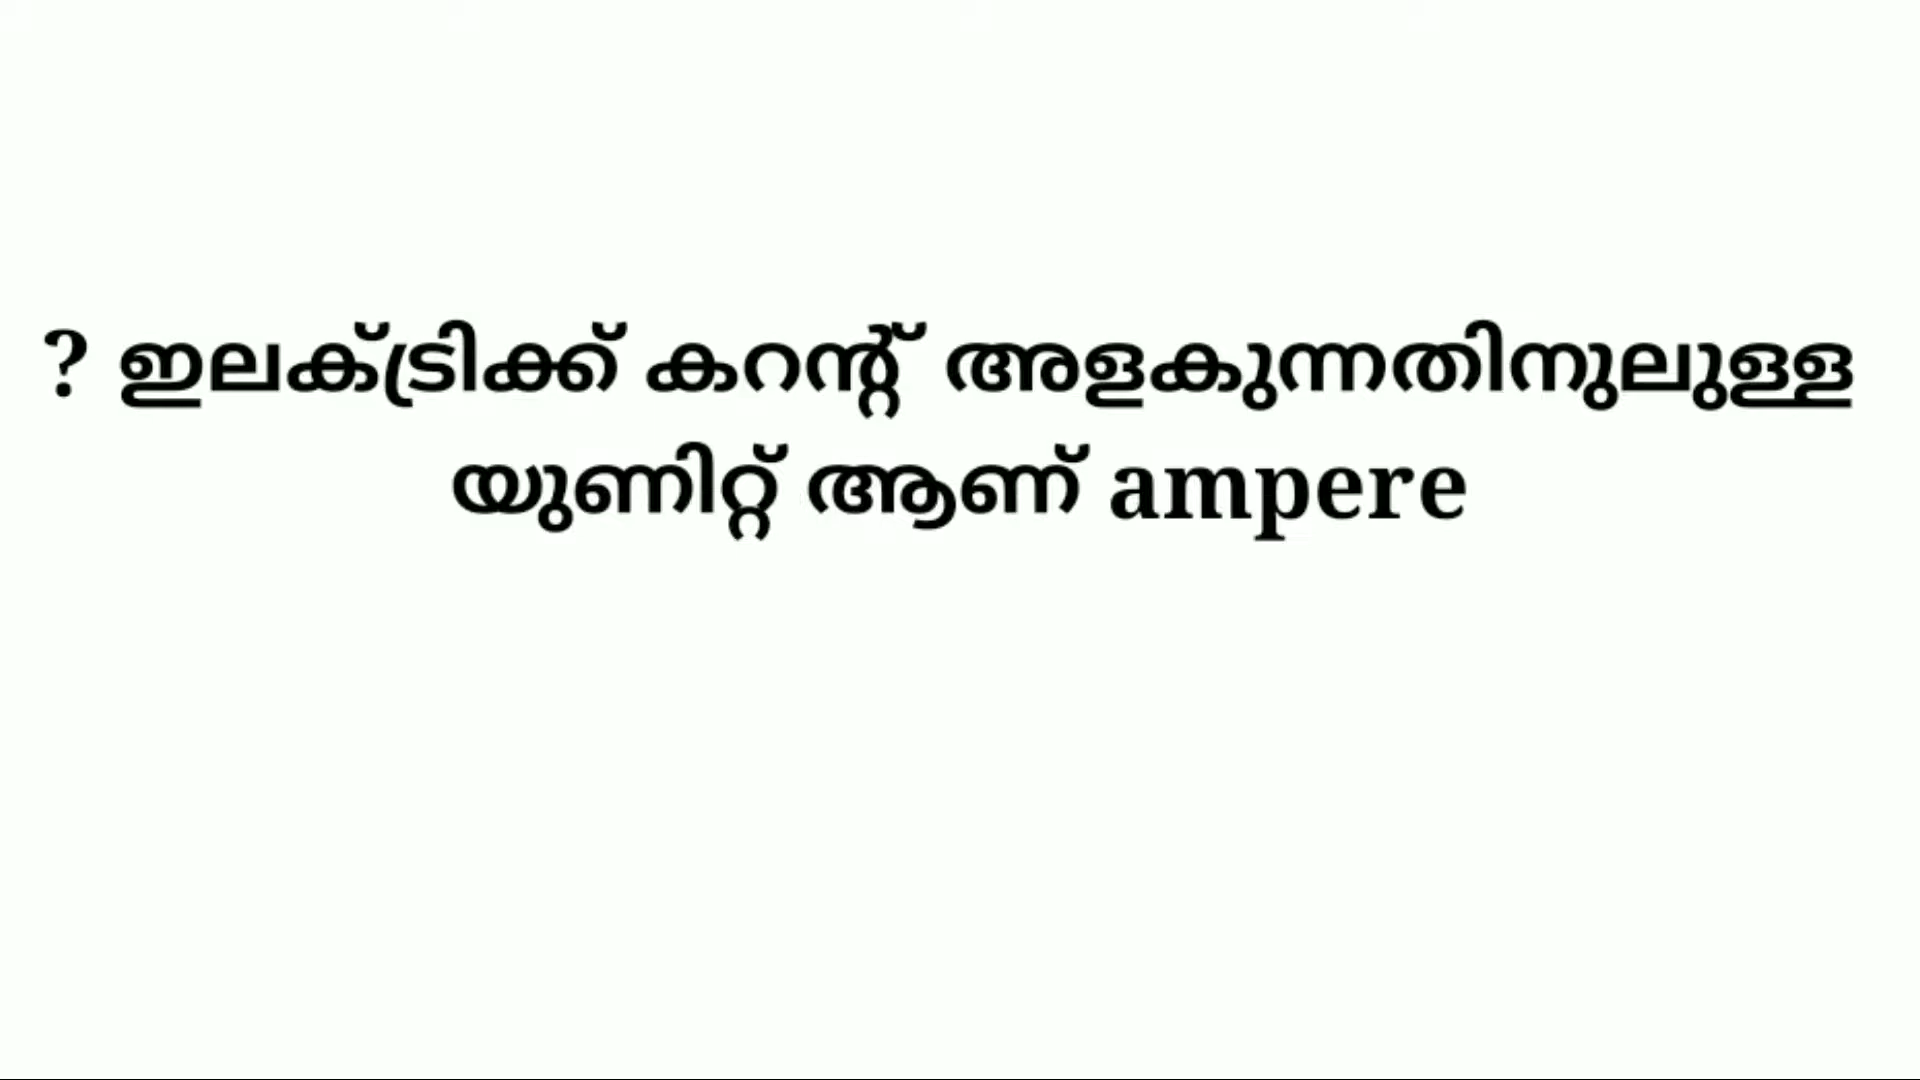 ? ഇലക്ട്രിക്ക് കറന്റ് അളകുന്നതിനുലുള്ള
യുണിറ്റ് ആണ് ampere